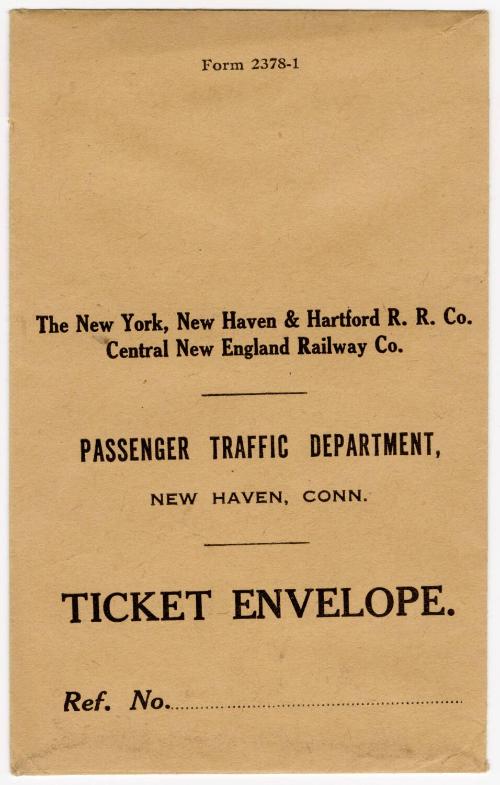 Form 2378-1
The New York, New Haven & Hartford R. R. Co.
Central New England Railway Co.
PASSENGER TRAFFIC DEPARTMENT,
NEW HAVEN, CONN.
TICKET ENVELOPE.
Ref. No.